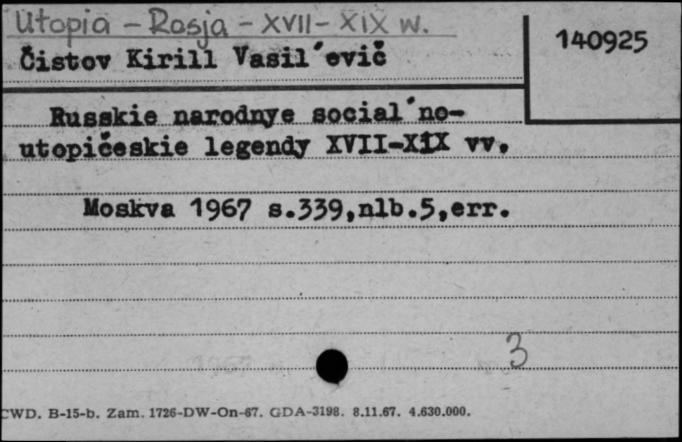 Utopia - Rosja - XVII - XIX w.
140925
Čistov Kirill Vasil´evič
Russkie narodnye social´no-
utopičeskie legendy XVII-XIX vv.
Moskva 1967 s.339,nlb.5,err.
3
CWD. B-15-b. Zam. 1726-DW-On-67. GDA-3198. 8.11.67. 4.630.000.